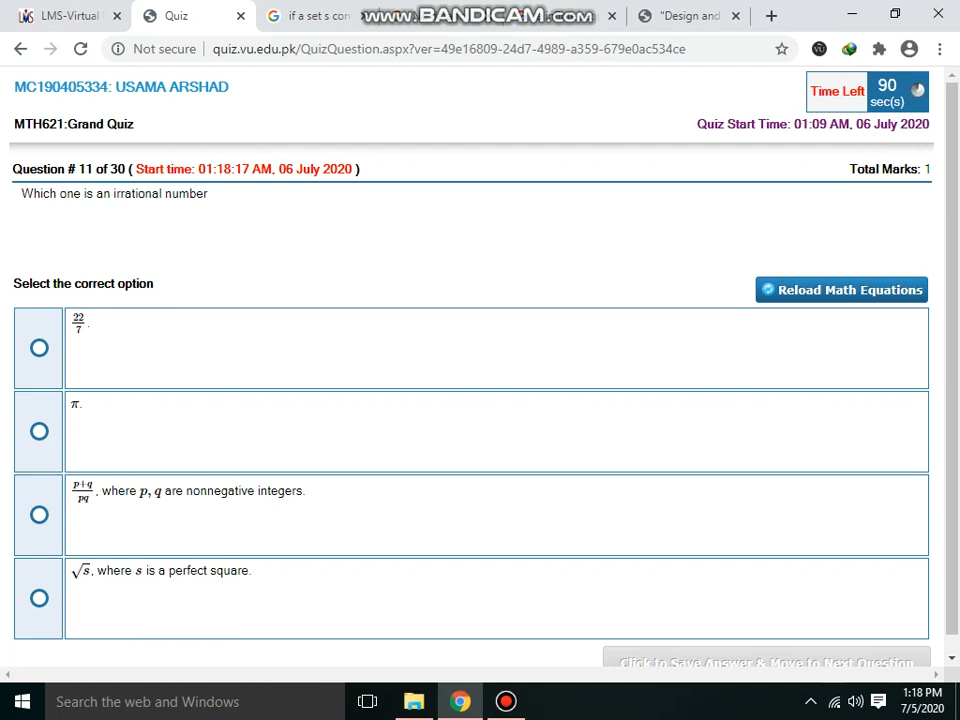 LMS-Virtual
Quiz
if a set s con
www.BANDICAM.com
"Design and
Not secure
quiz.vu.edu.pk/QuizQuestion.aspx?ver=49e16809-24d7-4989-a359-679e0ac534ce
MC190405334: USAMA ARSHAD
Time Left
90
sec(s)
MTH621:Grand Quiz
Quiz Start Time: 01:09 AM, 06 July 2020
Question # 11 of 30 ( Start time: 01:18:17 AM, 06 July 2020 )
Total Marks: 1
Which one is an irrational number
Select the correct option
Reload Math Equations
22/7.
π.
p+q/pq, where p, q are nonnegative integers.
√s, where s is a perfect square.
Click to Save Answer & Move to Next Question
Search the web and Windows
1:18 PM
7/5/2020